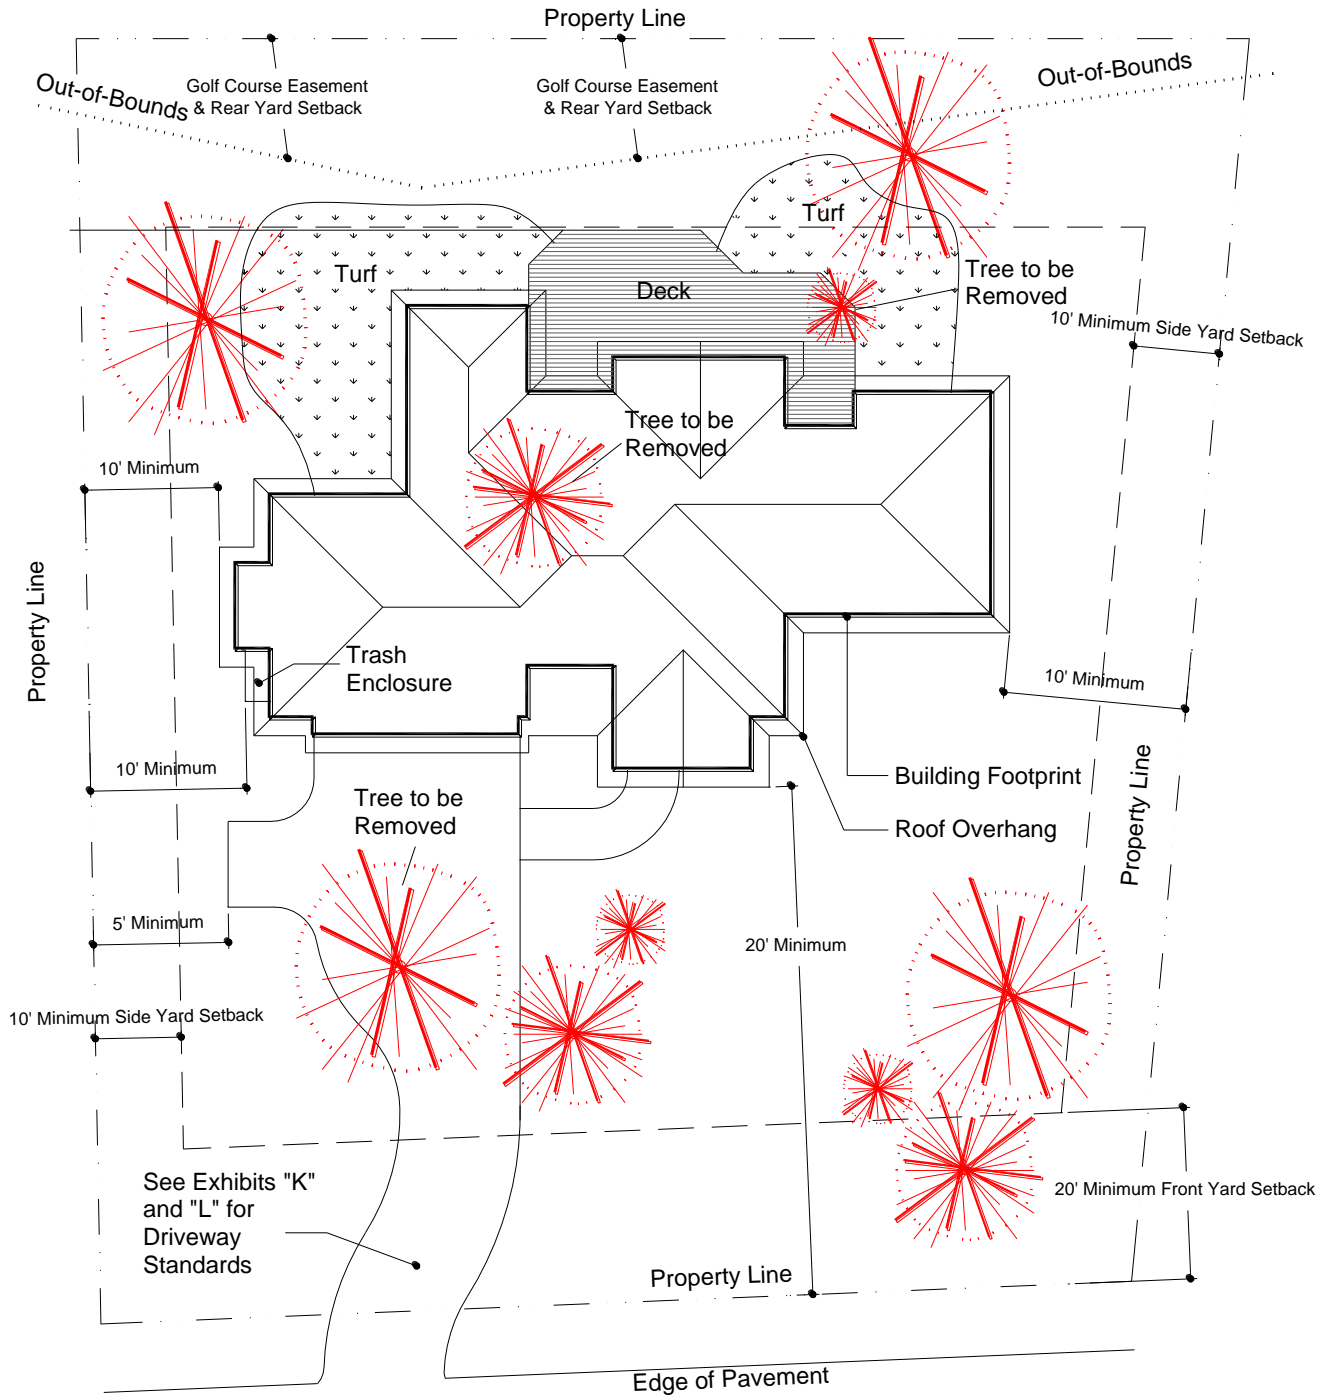 Property Line
Out-of-Bounds
Golf Course Easement
& Rear Yard Setback
Golf Course Easement
& Rear Yard Setback
Out-of-Bounds
Turf
Turf
Deck
Tree to be
Removed
10' Minimum Side Yard Setback
Tree to be
Removed
10' Minimum
Property Line
Trash
Enclosure
10' Minimum
10' Minimum
Building Footprint
Roof Overhang
Property Line
Tree to be
Removed
5' Minimum
20' Minimum
10' Minimum Side Yard Setback
See Exhibits "K"
and "L" for
Driveway
Standards
20' Minimum Front Yard Setback
Property Line
Edge of Pavement